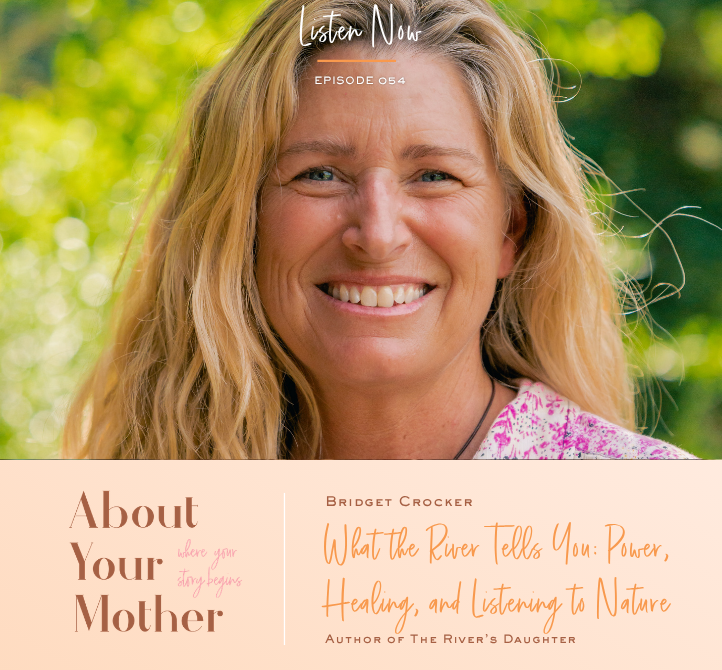 Listen Now
EPISODE 054
About
Your
where your
story begins
Mother
BRIDGET CROCKER
What the River Tells You: Power,
Healing, and Listening to Nature
AUTHOR OF THE RIVER'S DAUGHTER